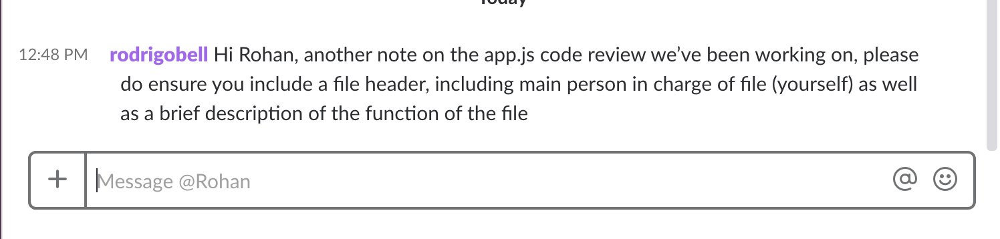 Today
12:48 PM rodrigobell Hi Rohan, another note on the app.js code review we’ve been working on, please
do ensure you include a file header, including main person in charge of file (yourself) as well
as a brief description of the function of the file
Message @Rohan